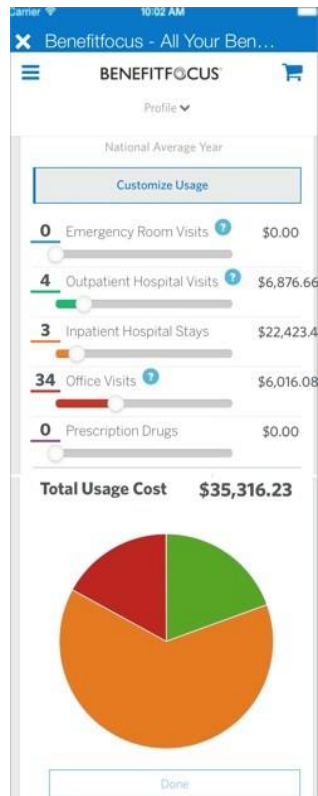 Carrier 10:02 AM
× Benefitfocus - All Your Ben...
BENEFITFOCUS
Profile
National Average Year
Customize Usage
0 Emergency Room Visits ? $0.00
4 Outpatient Hospital Visits ? $6,876.66
3 Inpatient Hospital Stays $22,423.4
34 Office Visits ? $6,016.08
0 Prescription Drugs $0.00
Total Usage Cost $35,316.23
Done